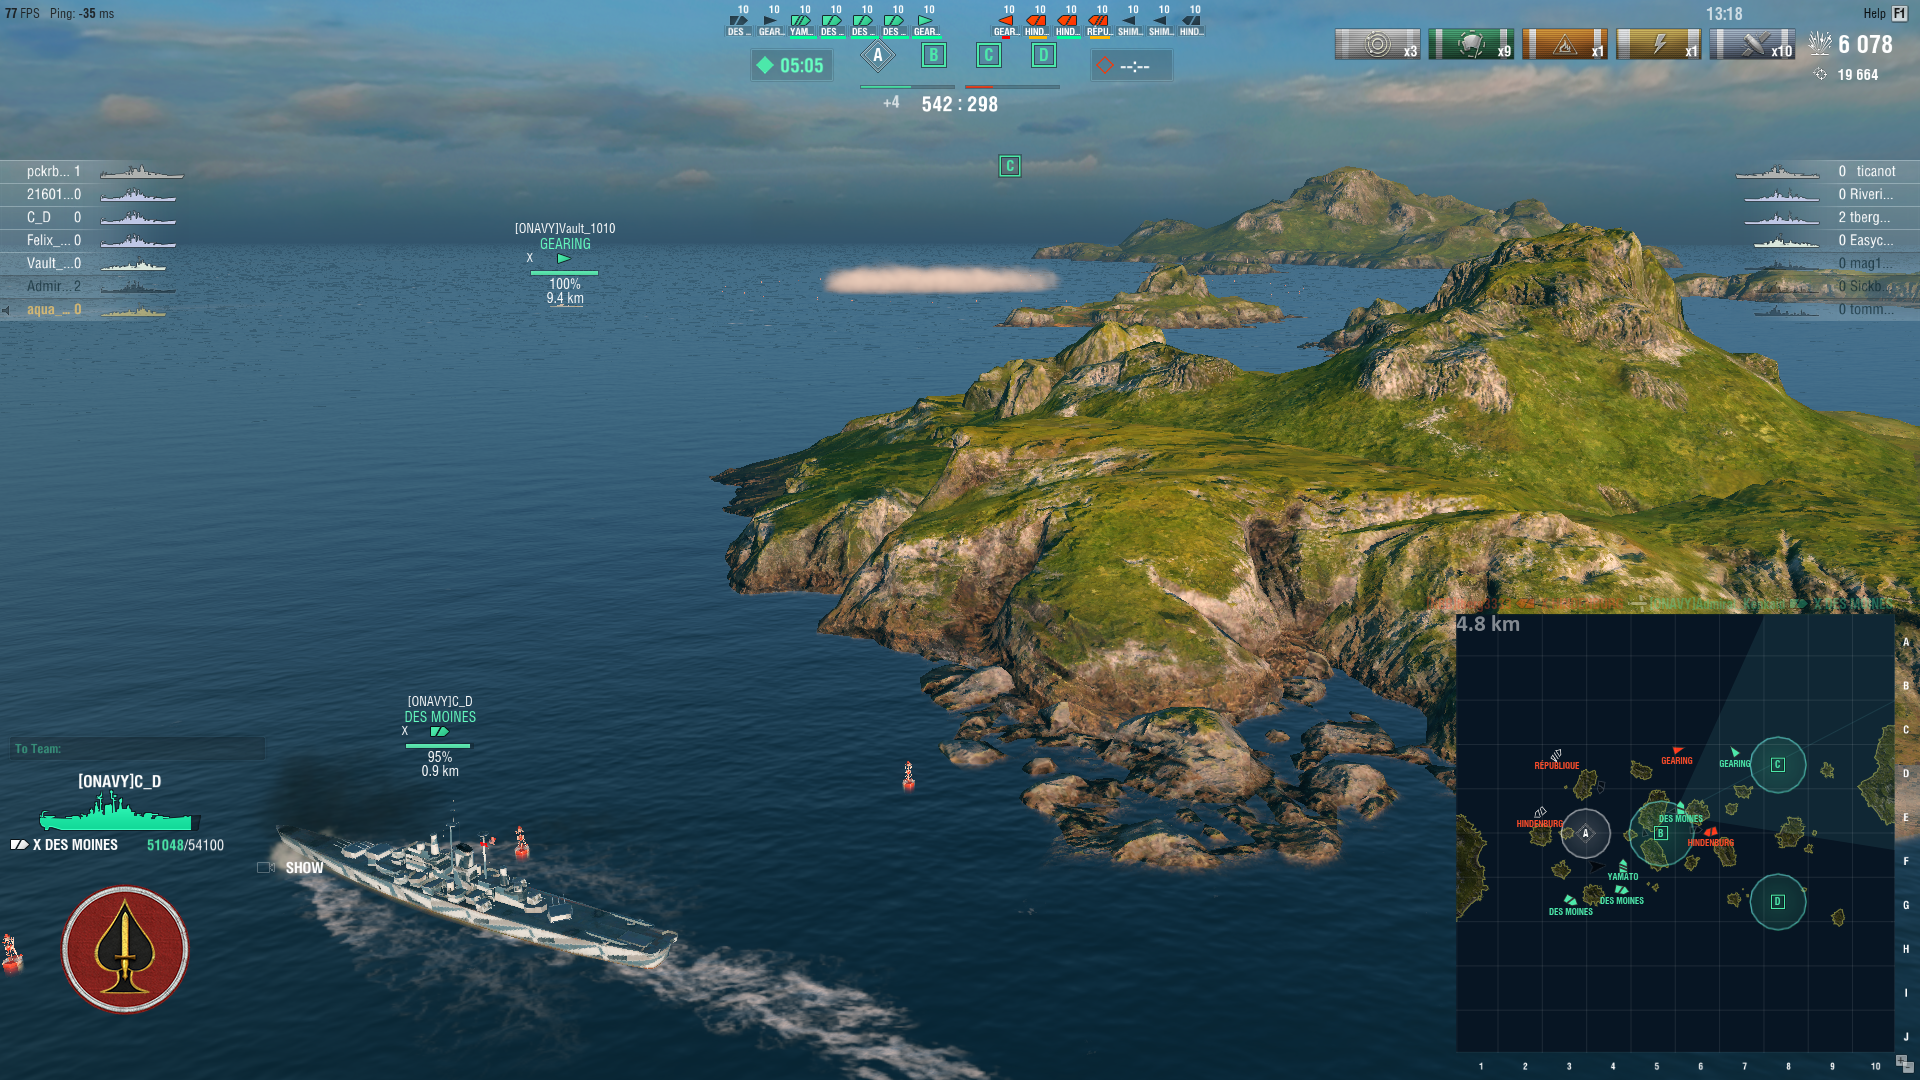 77 FPS Ping: -35 ms
10 10 10 10 10 10 10
DES ... GEAR... YAM... DES ... DES ... DES ... GEAR...
10 10 10 10 10 10 10
GEAR... HIND... HIND... RÉPU... SHIM... SHIM... HIND...
05:05
A B C D
--:--
+4 542 : 298
13:18
Help F1
x3 x9 x1 x1 x10
6 078
19 664
C
pckrb... 1
21601...0
C_D 0
Felix_... 0
Vault_...0
Admir... 2
aqua_... 0
0 ticanot
0 Riveri...
2 tberg...
0 Easyc...
0 mag1...
0 Sickb...
0 tomm...
[ONAVY]Vault_1010
GEARING
X
100%
9.4 km
[ONAVY]C_D
DES MOINES
X
95%
0.9 km
To Team:
[ONAVY]C_D
X DES MOINES 51048/54100
SHOW
X DES MOINES
4.8 km
RÉPUBLIQUE
GEARING
GEARING
C
HINDENBURG
A
B
DES MOINES
HINDENBURG
YAMATO
DES MOINES
DES MOINES
D
A
B
C
D
E
F
G
H
I
J
1 2 3 4 5 6 7 8 9 10